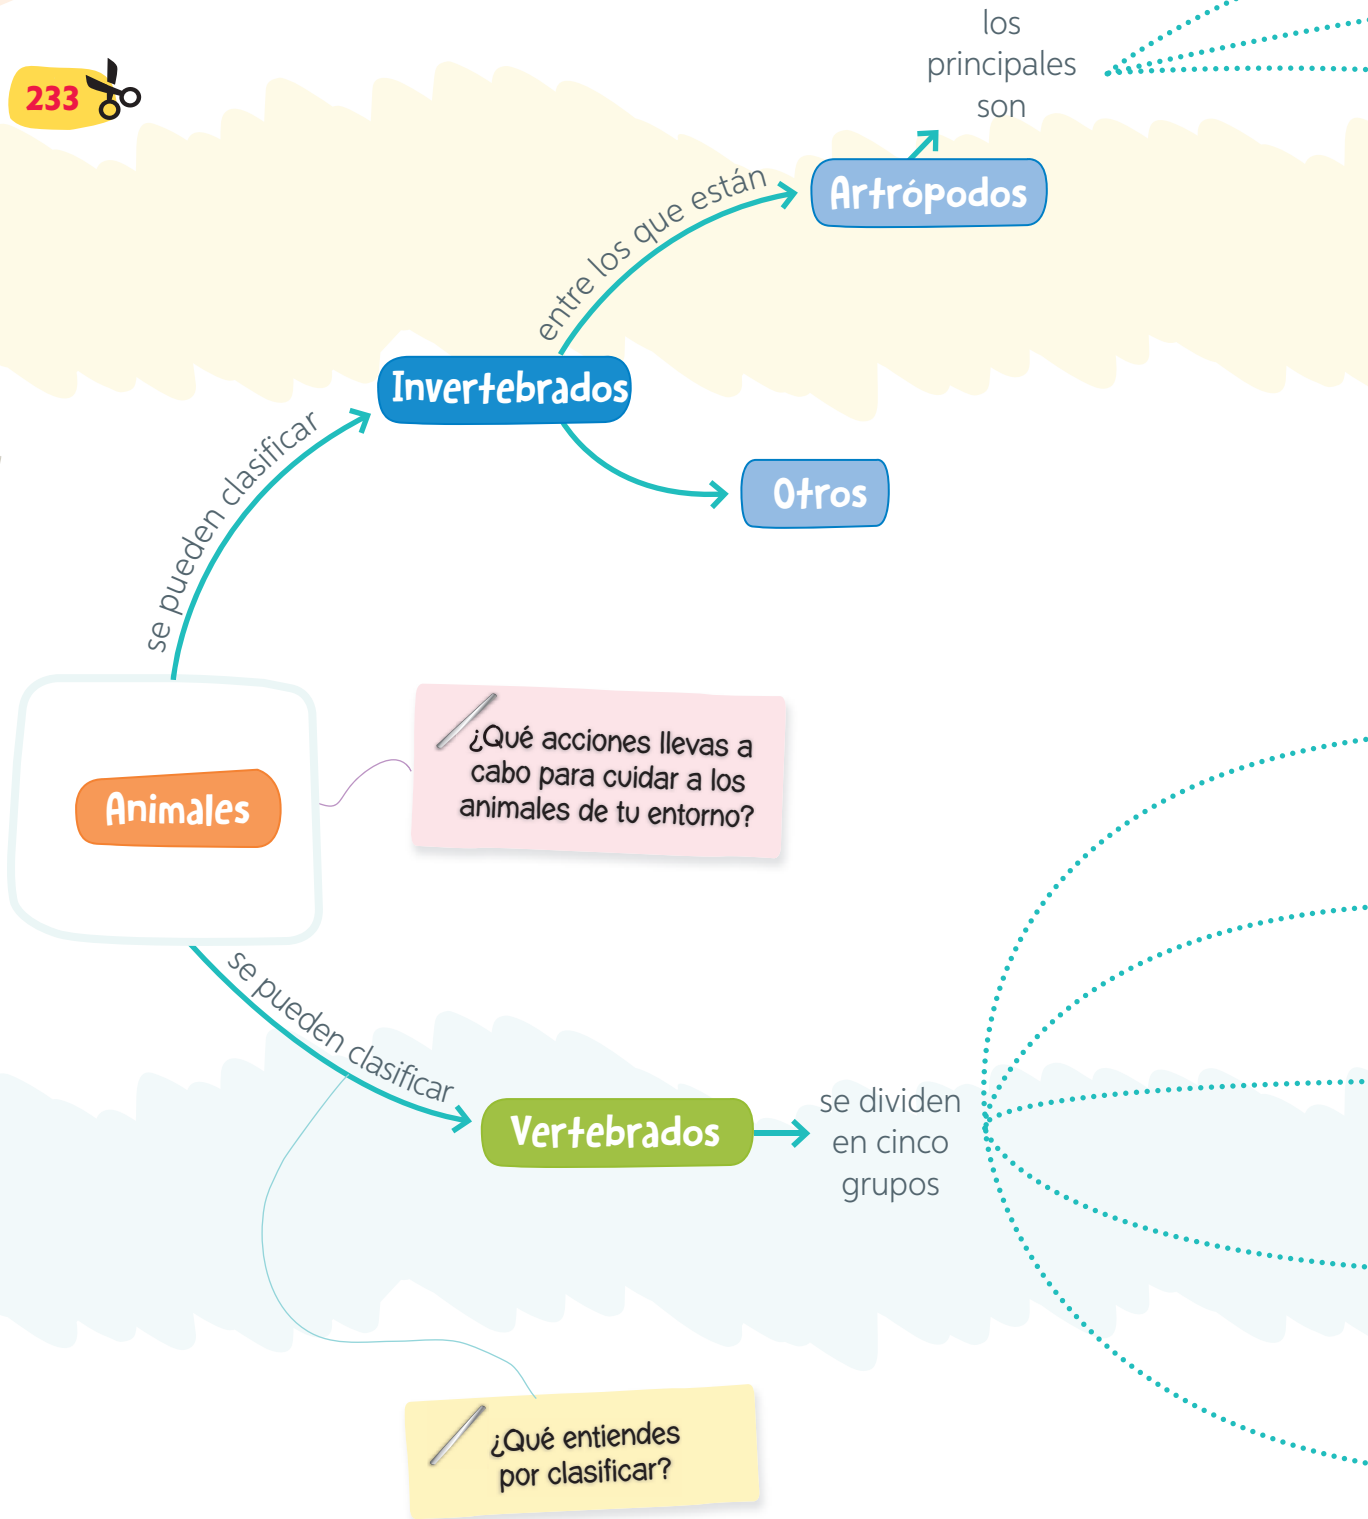 los
principales
son
233
Artrópodos
entre los que están
Invertebrados
se pueden clasificar
Otros
¿Qué acciones llevas a
cabo para cuidar a los
animales de tu entorno?
Animales
se pueden clasificar
Vertebrados
se dividen
en cinco
grupos
¿Qué entiendes
por clasificar?